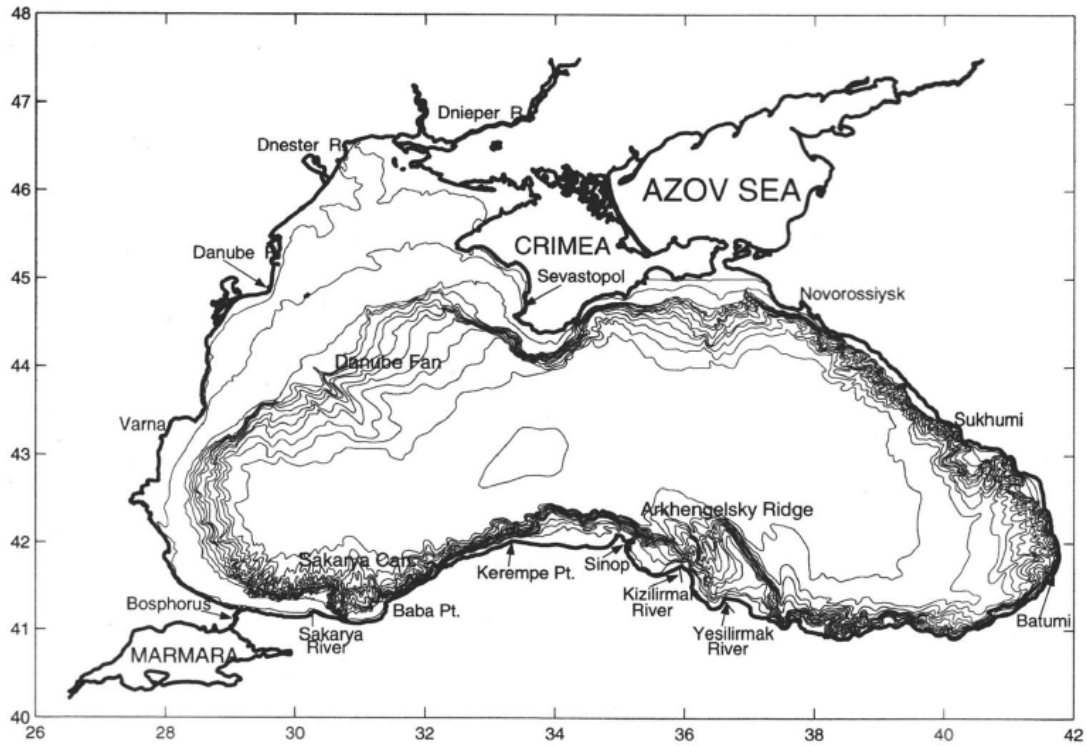 48
47
46
45
44
43
42
41
40
26
28
30
32
34
36
38
40
42
Dnieper R.
Dnester R.
AZOV SEA
CRIMEA
Danube R.
Sevastopol
Novorossiysk
Danube Fan
Varna
Sukhumi
Arkhengelsky Ridge
Sakarya Can.
Kerempe Pt.
Sinop
Kizilirmak
River
Bosphorus
Baba Pt.
Sakarya
River
Yesilirmak
River
Batumi
MARMARA